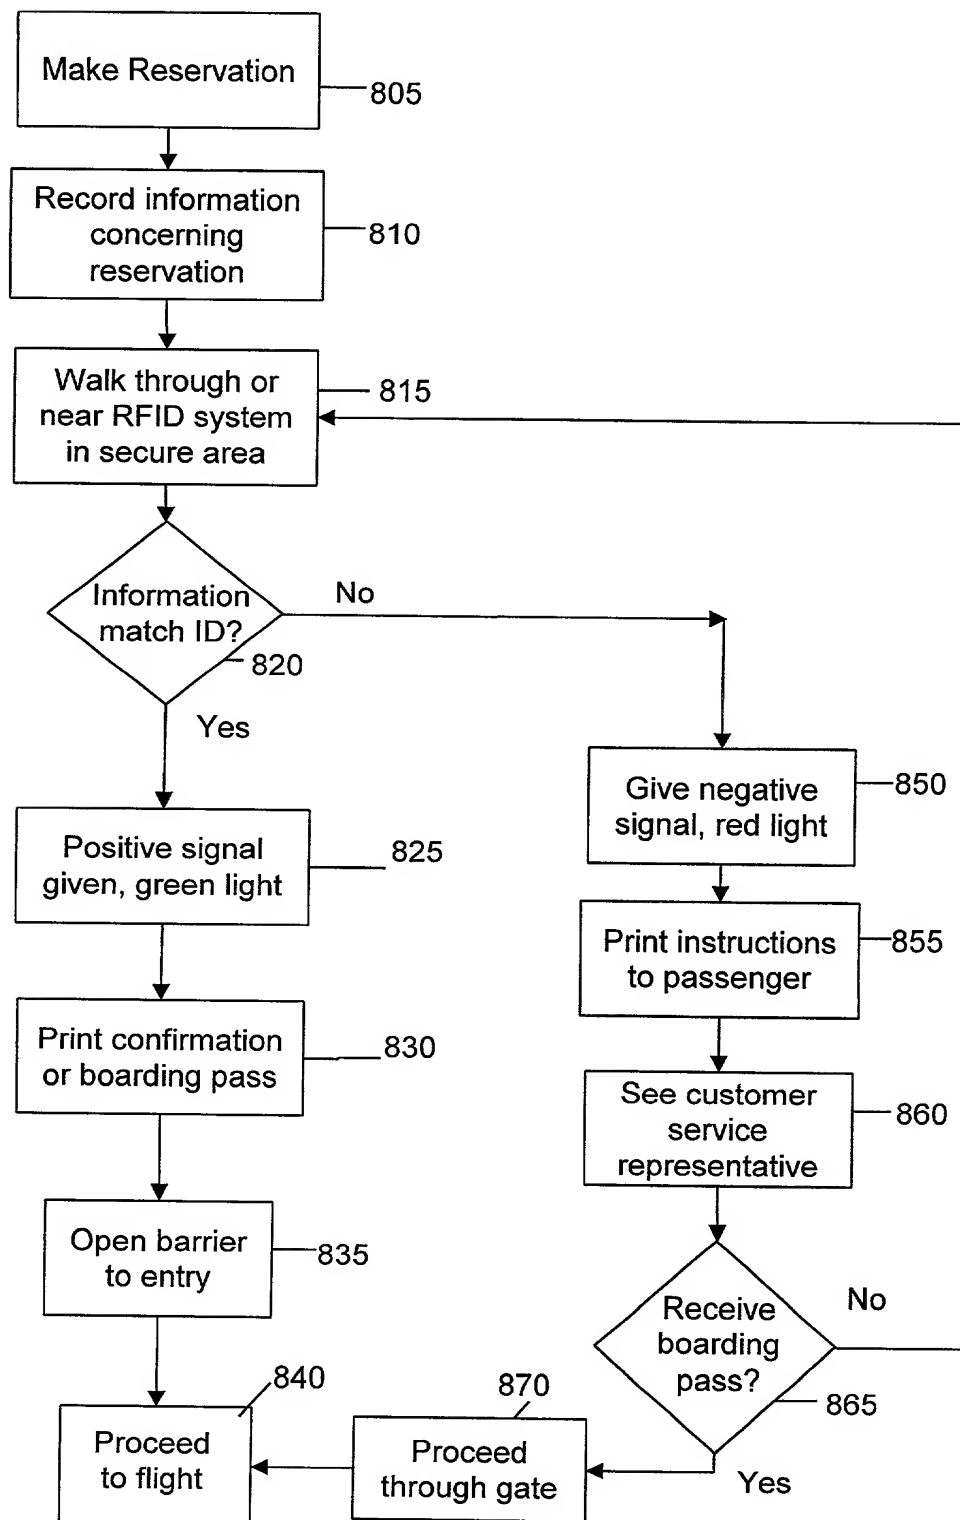 Make Reservation
805
Record information
concerning
reservation
810
Walk through or
near RFID system
in secure area
815
Information
match ID?
820
No
Yes
Positive signal
given, green light
825
Print confirmation
or boarding pass
830
Open barrier
to entry
835
Proceed
to flight
840
Give negative
signal, red light
850
Print instructions
to passenger
855
See customer
service
representative
860
Receive
boarding
pass?
865
No
Yes
Proceed
through gate
870